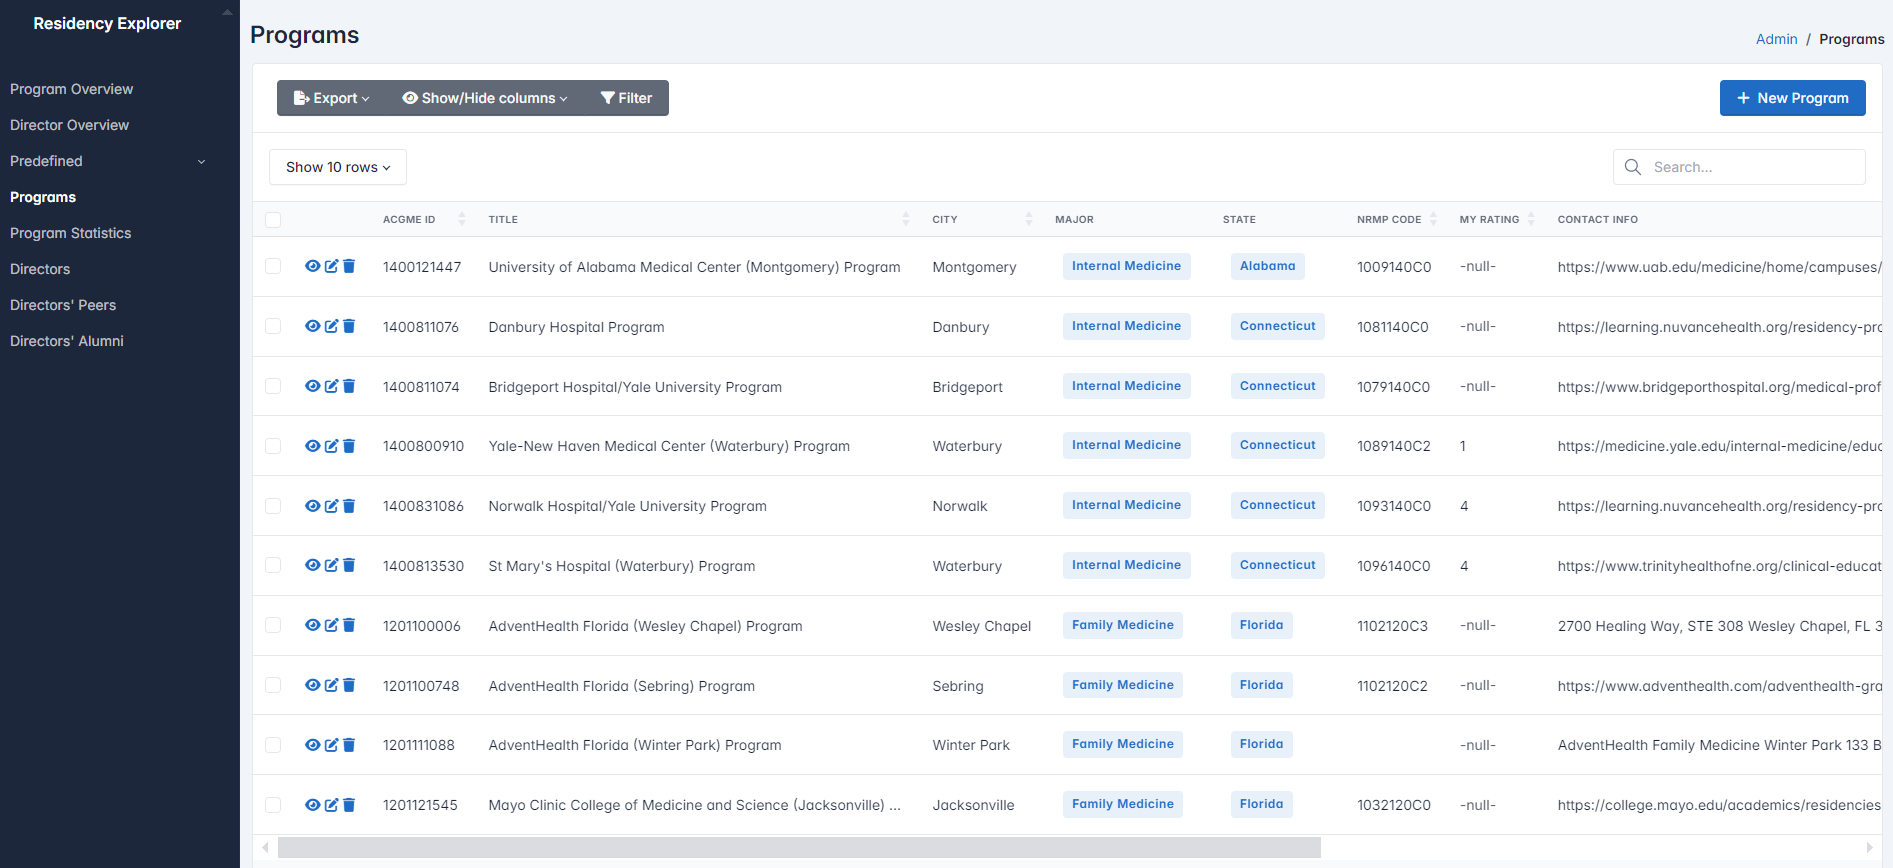 Residency Explorer
Program Overview
Director Overview
Predefined
Programs
Program Statistics
Directors
Directors' Peers
Directors' Alumni
Programs
Admin / Programs
Export Show/Hide columns Filter
+ New Program
Show 10 rows
Search...
ACGME ID TITLE CITY MAJOR STATE NRMP CODE MY RATING CONTACT INFO
1400121447 University of Alabama Medical Center (Montgomery) Program Montgomery Internal Medicine Alabama 1009140C0 -null- https://www.uab.edu/medicine/home/campuses/
1400811076 Danbury Hospital Program Danbury Internal Medicine Connecticut 1081140C0 -null- https://learning.nuvancehealth.org/residency-pro
1400811074 Bridgeport Hospital/Yale University Program Bridgeport Internal Medicine Connecticut 1079140C0 -null- https://www.bridgeporthospital.org/medical-prof
1400800910 Yale-New Haven Medical Center (Waterbury) Program Waterbury Internal Medicine Connecticut 1089140C2 1 https://medicine.yale.edu/internal-medicine/educ
1400831086 Norwalk Hospital/Yale University Program Norwalk Internal Medicine Connecticut 1093140C0 4 https://learning.nuvancehealth.org/residency-pro
1400813530 St Mary's Hospital (Waterbury) Program Waterbury Internal Medicine Connecticut 1096140C0 4 https://www.trinityhealthofne.org/clinical-educat
1201100006 AdventHealth Florida (Wesley Chapel) Program Wesley Chapel Family Medicine Florida 1102120C3 -null- 2700 Healing Way, STE 308 Wesley Chapel, FL 3
1201100748 AdventHealth Florida (Sebring) Program Sebring Family Medicine Florida 1102120C2 -null- https://www.adventhealth.com/adventhealth-gra
1201111088 AdventHealth Florida (Winter Park) Program Winter Park Family Medicine Florida -null- AdventHealth Family Medicine Winter Park 133 B
1201121545 Mayo Clinic College of Medicine and Science (Jacksonville) ... Jacksonville Family Medicine Florida 1032120C0 -null- https://college.mayo.edu/academics/residencies